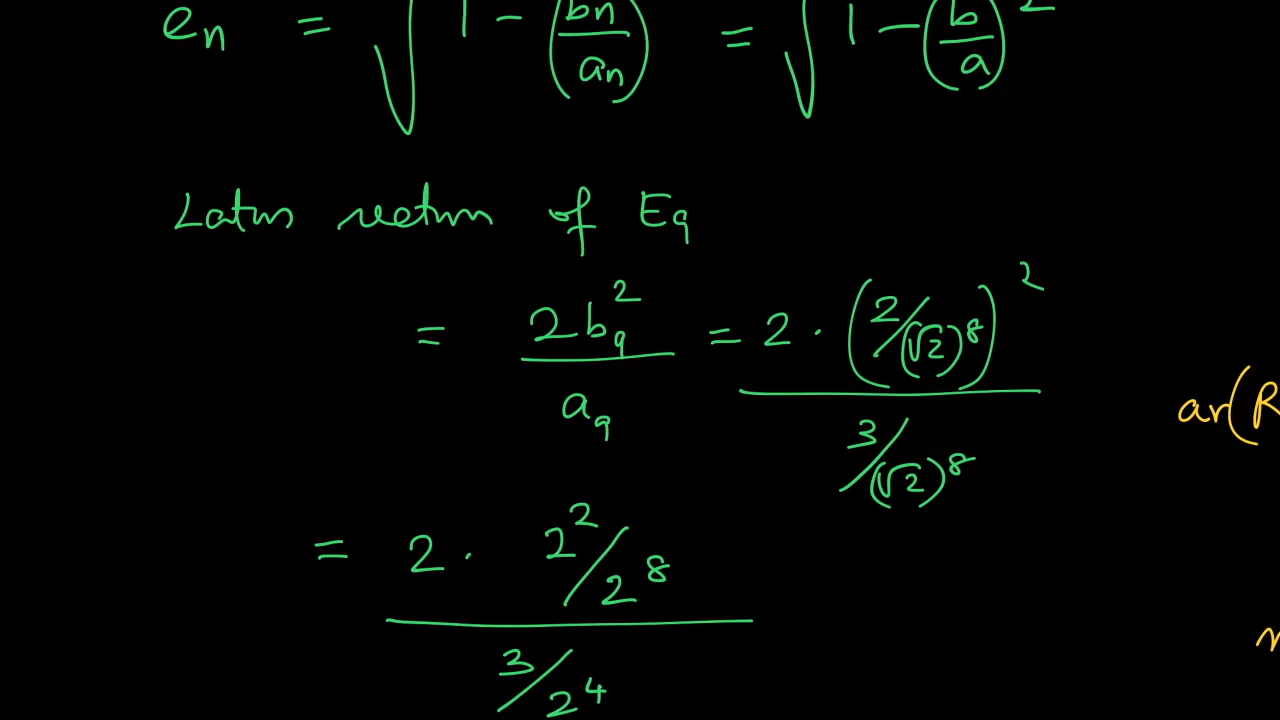 eₙ = √(1 - (bn/an)) = √(1 - (b/a)²)
Latus rectum of E₉
= 2b₉²/a₉ = 2 · (2/(√2)⁸)² / (3/(√2)⁸)
ar(R
= 2 · 2²/2⁸ / (3/2⁴)